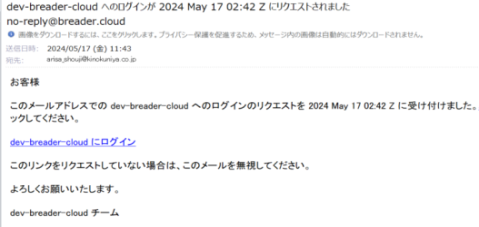 dev-breader-cloud へのログインが 2024 May 17 02:42 Z にリクエストされました
no-reply@breader.cloud
画像をダウンロードするには、ここをクリックします。プライバシー保護を促進するため、メッセージ内の画像は自動的にはダウンロードされません。
送信日時: 2024/05/17 (金) 11:43
宛先: arisa_shouji@kinokuniya.co.jp
お客様
このメールアドレスでの dev-breader-cloud へのログインのリクエストを 2024 May 17 02:42 Z に受け付けました。
ックしてください。
dev-breader-cloud にログイン
このリンクをリクエストしていない場合は、このメールを無視してください。
よろしくお願いいたします。
dev-breader-cloud チーム